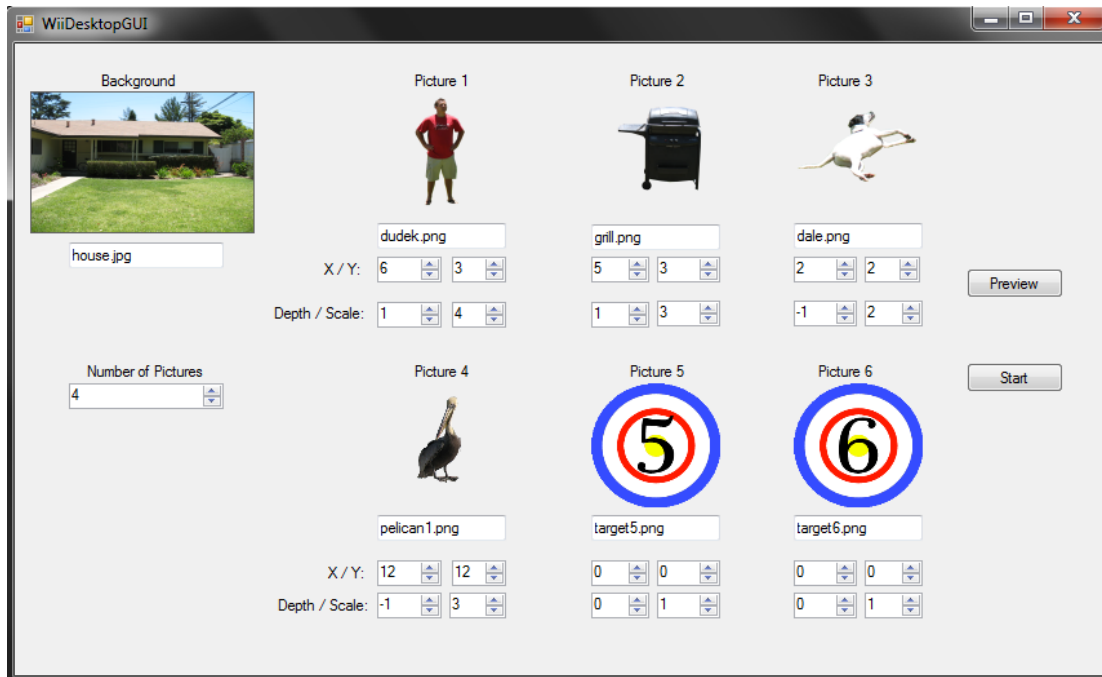 WiiDesktopGUI
Background
Picture 1
Picture 2
Picture 3
house.jpg
dudek.png
grill.png
dale.png
X / Y: 6 3 5 3 2 2
Preview
Depth / Scale: 1 4 1 3 -1 2
Number of Pictures
4
Picture 4
Picture 5
Picture 6
Start
5
6
pelican1.png
target5.png
target6.png
X / Y: 12 12 0 0 0 0
Depth / Scale: -1 3 0 1 0 1